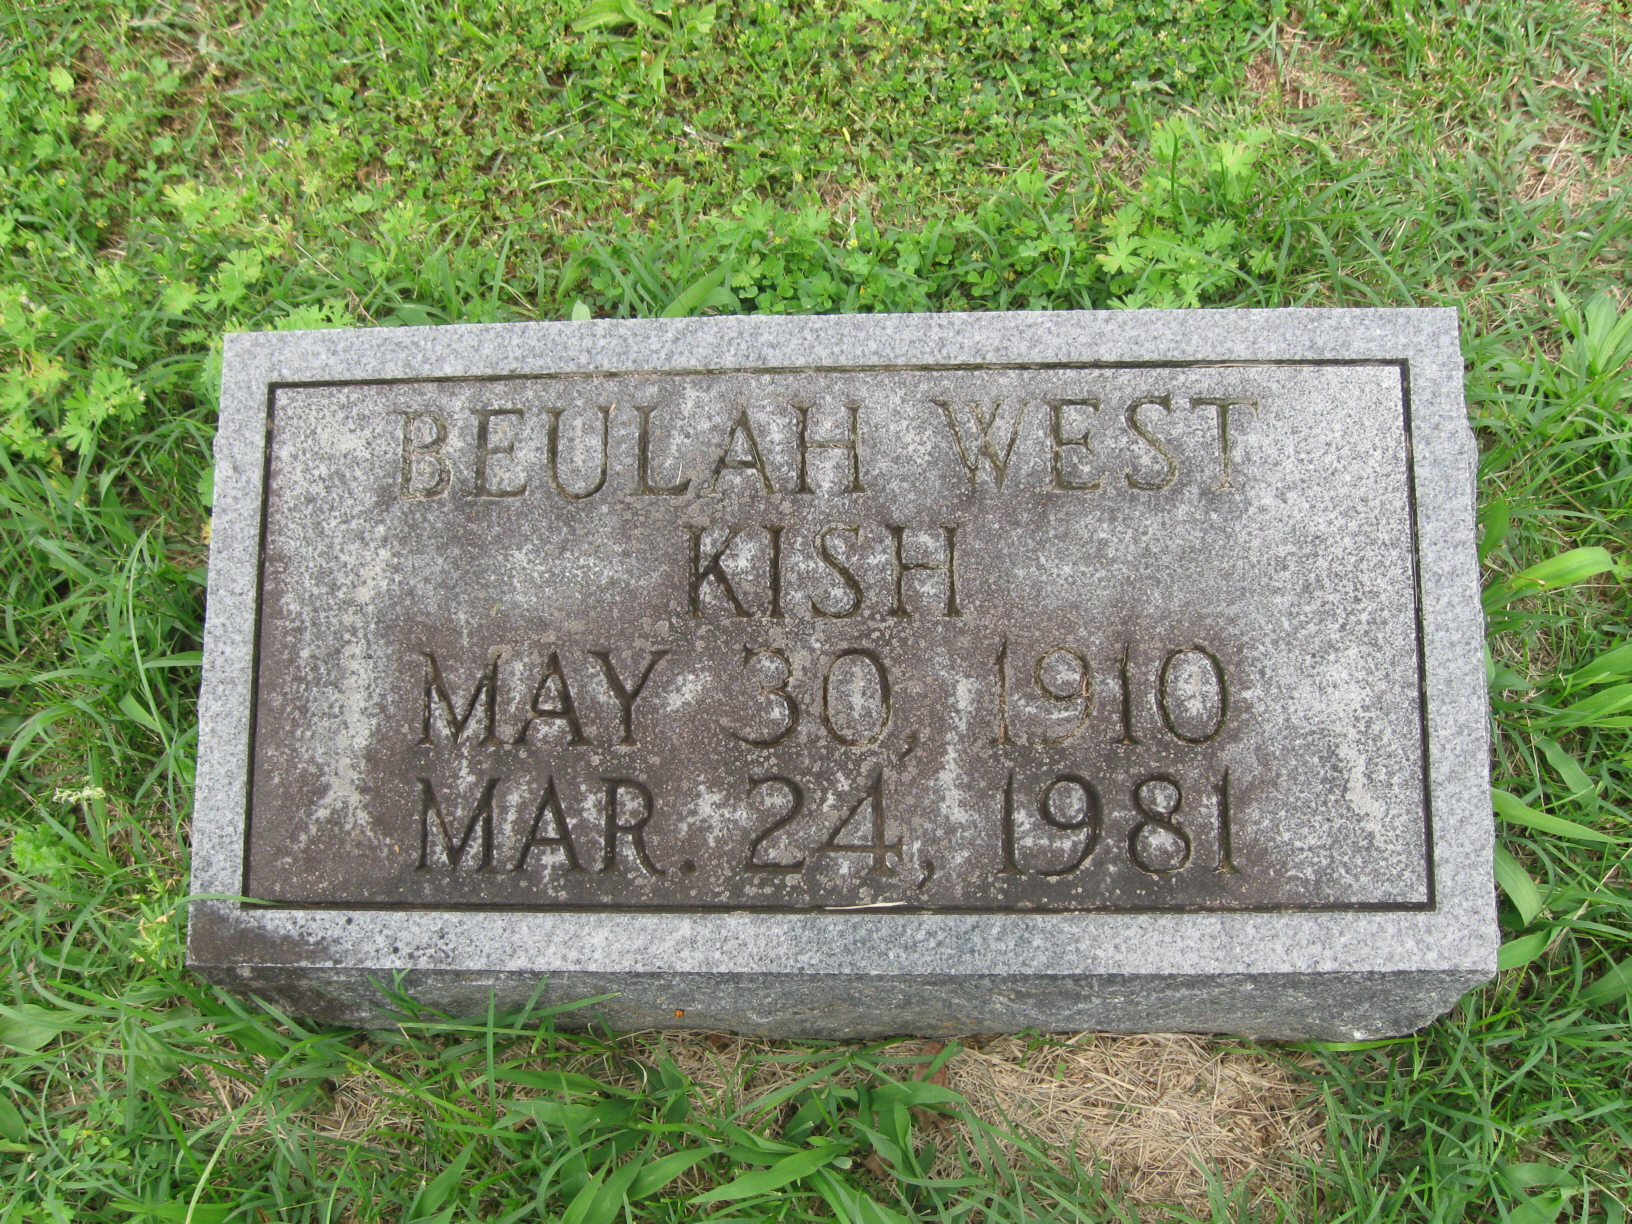 BEULAH WEST
KISH
MAY 30, 1910
MAR. 24, 1981